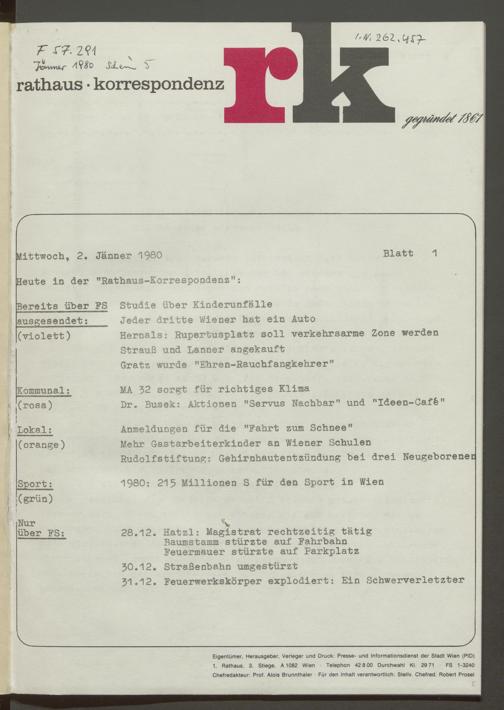 F 57.291
I.N. 262.457
Jänner 1980
5
rk
rathaus·korrespondenz
gegründet 1861
Mittwoch, 2. Jänner 1980 Blatt 1
Heute in der "Rathaus-Korrespondenz":
Bereits über FS Studie über Kinderunfälle
ausgesendet: Jeder dritte Wiener hat ein Auto
(violett) Hernals: Rupertusplatz soll verkehrsarme Zone werden
Strauß und Lanner angekauft
Gratz wurde "Ehren-Rauchfangkehrer"
Kommunal: MA 32 sorgt für richtiges Klima
(rosa) Dr. Busek: Aktionen "Servus Nachbar" und "Ideen-Café"
Lokal: Anmeldungen für die "Fahrt zum Schnee"
(orange) Mehr Gastarbeiterkinder an Wiener Schulen
Rudolfstiftung: Gehirnhautentzündung bei drei Neugeborenen
Sport: 1980: 215 Millionen S für den Sport in Wien
(grün)
Nur
über FS: 28.12. Hatzl: Magistrat rechtzeitig tätig
Baumstamm stürzte auf Fahrbahn
Feuermauer stürzte auf Parkplatz
30.12. Straßenbahn umgestürzt
31.12. Feuerwerkskörper explodiert: Ein Schwerverletzter
Eigentümer, Herausgeber, Verleger und Druck: Presse- und Informationsdienst der Stadt Wien (PID)
1, Rathaus, 3. Stiege, A 1082 Wien · Telephon 42 8 00 Durchwahl Kl. 29 71 · FS 1-3240
Chefredakteur: Prof. Alois Brunnthaler · Für den Inhalt verantwortlich: Stellv. Chefred. Robert Prosel